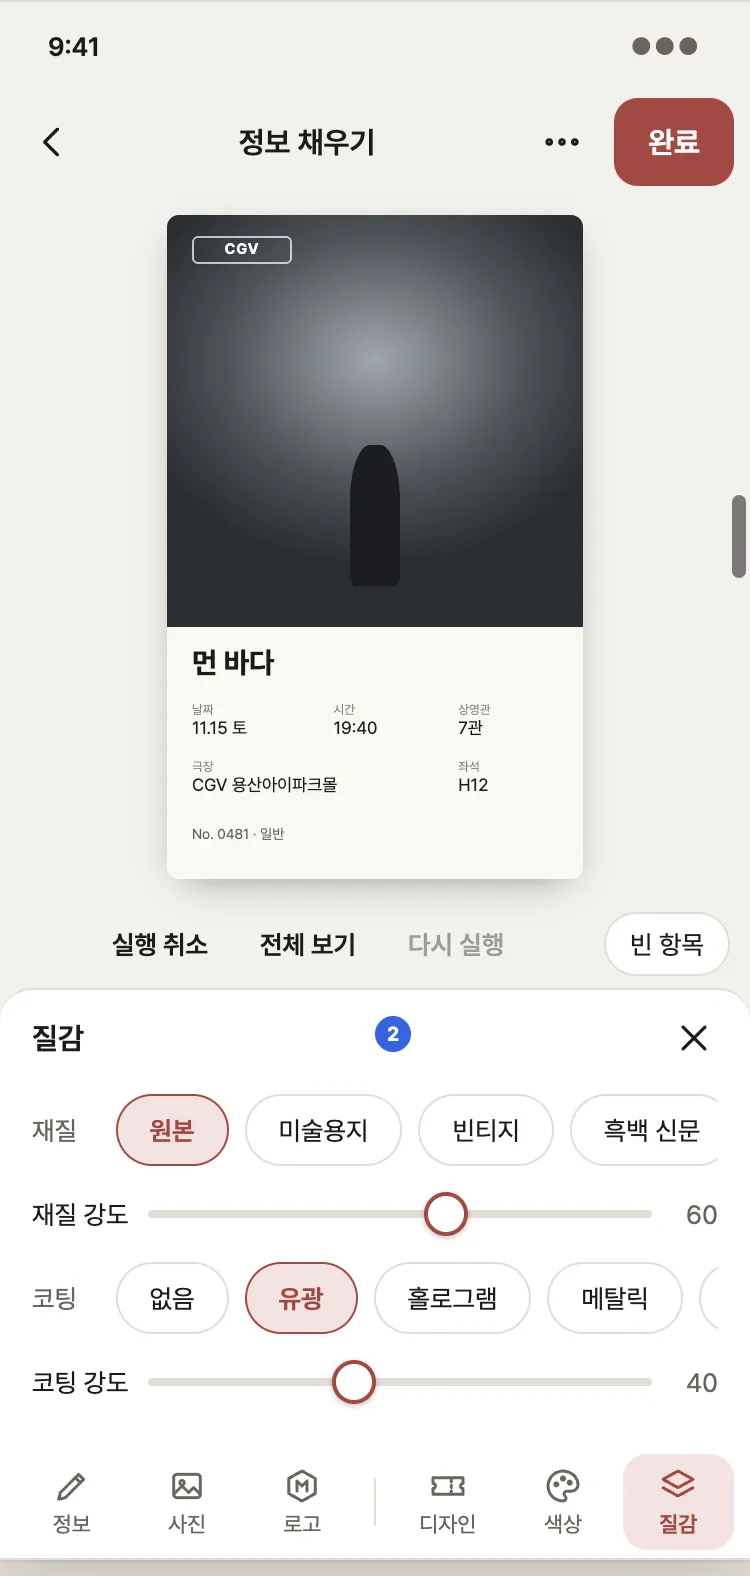 9:41
정보 채우기
완료
CGV
먼 바다
날짜 시간 상영관
11.15 토 19:40 7관
극장 좌석
CGV 용산아이파크몰 H12
No. 0481 · 일반
실행 취소 전체 보기 다시 실행 빈 항목
질감 2
재질 원본 미술용지 빈티지 흑백 신문
재질 강도 60
코팅 없음 유광 홀로그램 메탈릭
코팅 강도 40
정보 사진 로고 디자인 색상 질감